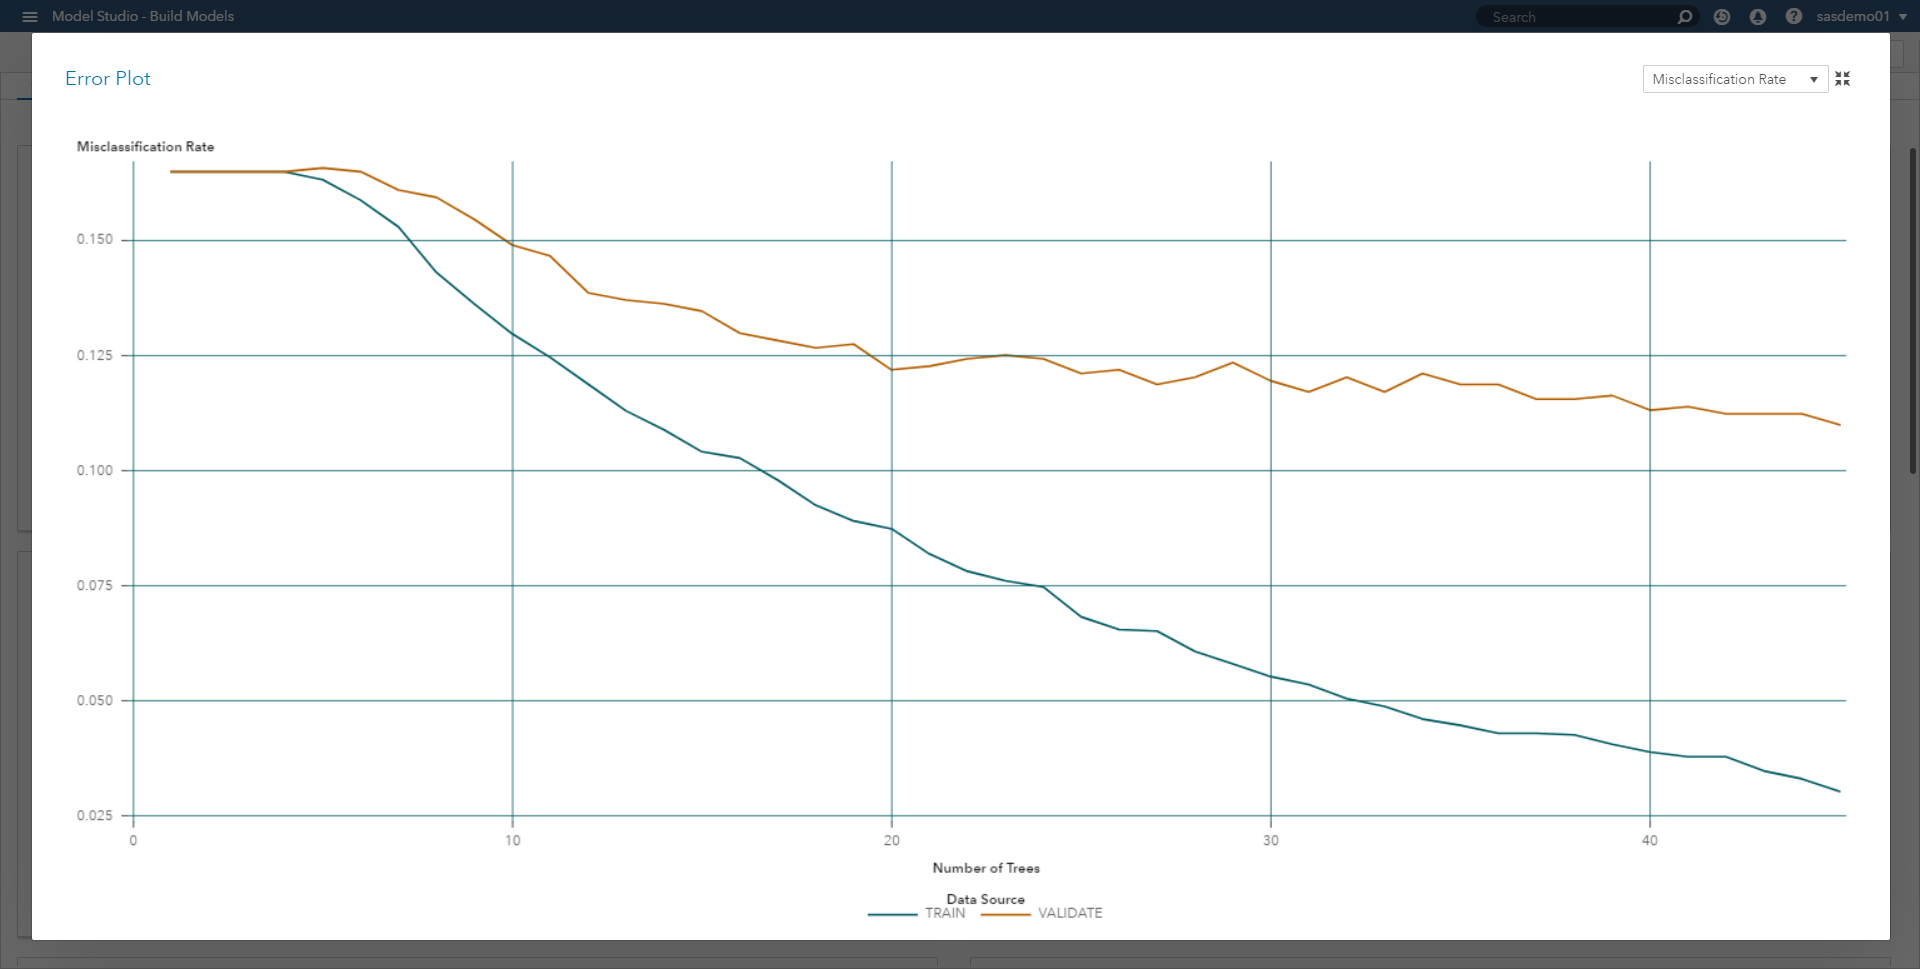 Model Studio - Build Models
Search
sasdemo01
Error Plot
Misclassification Rate
Misclassification Rate
0.150
0.125
0.100
0.075
0.050
0.025
0 10 20 30 40
Number of Trees
Data Source
TRAIN VALIDATE